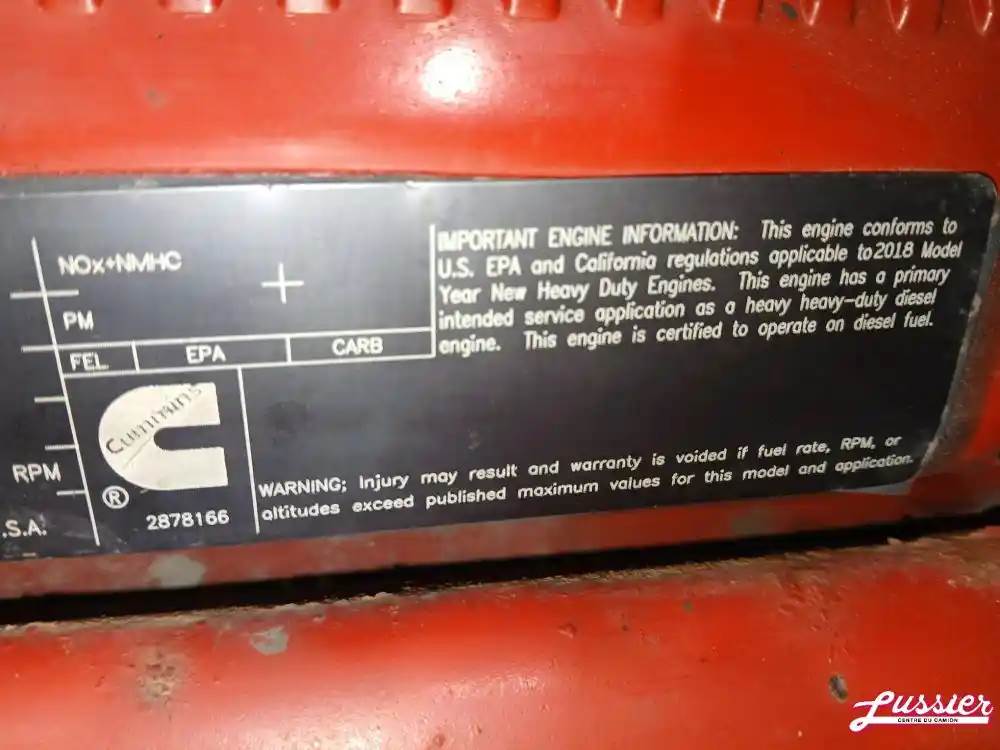 IMPORTANT ENGINE INFORMATION: This engine conforms to
U.S. EPA and California regulations applicable to 2018 Model
Year New Heavy Duty Engines. This engine has a primary
intended service application as a heavy heavy-duty diesel
engine. This engine is certified to operate on diesel fuel.
NOx+NMHC
PM
FEL EPA CARB
Cummins
®
RPM
.S.A.
2878166
WARNING; Injury may result and warranty is voided if fuel rate, RPM, or
altitudes exceed published maximum values for this model and application.
Lussier
CENTRE DU CAMION